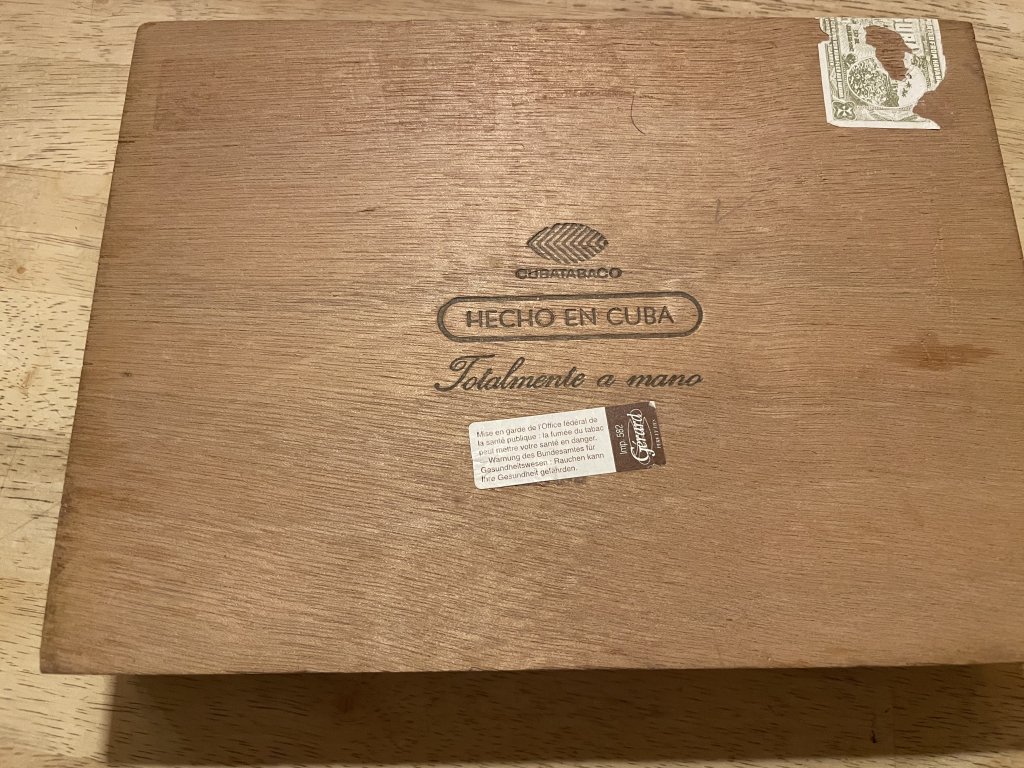 CUBATABACO
HECHO EN CUBA
Totalmente a mano
Mise en garde de l'Office fédéral de
la santé publique : la fumée du tabac
peut mettre votre santé en danger.
– Warnung des Bundesamtes für
Gesundheitswesen : Rauchen kann
Ihre Gesundheit gefährden.
Imp. 582
Gérard